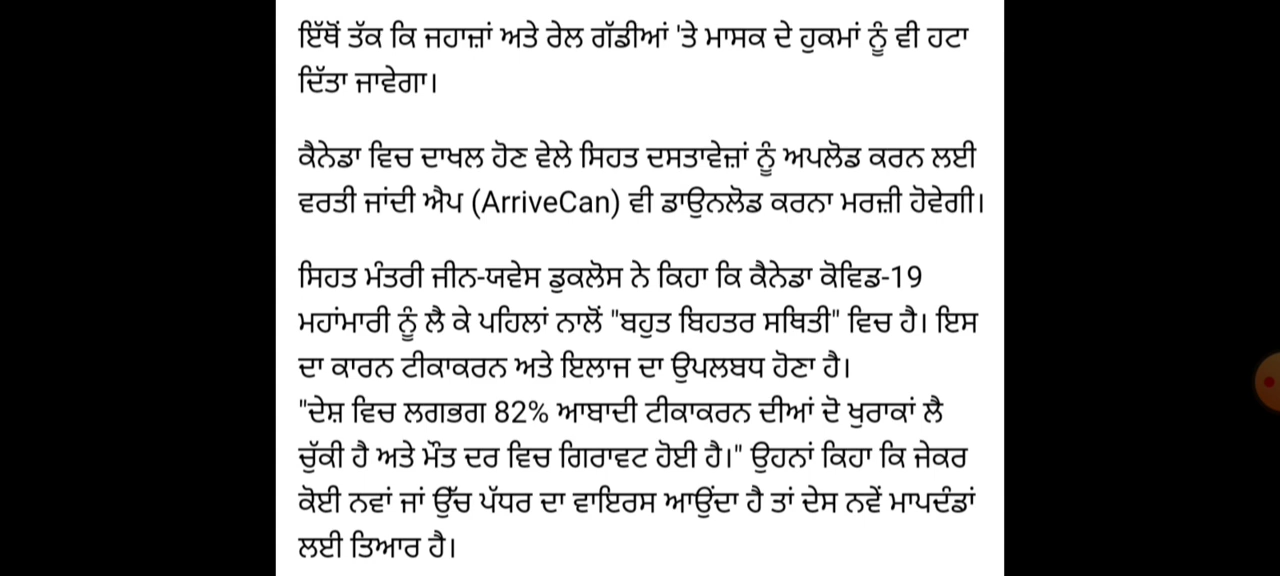 ਇੱਥੋਂ ਤੱਕ ਕਿ ਜਹਾਜ਼ਾਂ ਅਤੇ ਰੇਲ ਗੱਡੀਆਂ 'ਤੇ ਮਾਸਕ ਦੇ ਹੁਕਮਾਂ ਨੂੰ ਵੀ ਹਟਾ
ਦਿੱਤਾ ਜਾਵੇਗਾ।
ਕੈਨੇਡਾ ਵਿਚ ਦਾਖਲ ਹੋਣ ਵੇਲੇ ਸਿਹਤ ਦਸਤਾਵੇਜ਼ਾਂ ਨੂੰ ਅਪਲੋਡ ਕਰਨ ਲਈ
ਵਰਤੀ ਜਾਂਦੀ ਐਪ (ArriveCan) ਵੀ ਡਾਊਨਲੋਡ ਕਰਨਾ ਮਰਜ਼ੀ ਹੋਵੇਗੀ।
ਸਿਹਤ ਮੰਤਰੀ ਜੀਨ-ਯਵੇਸ ਡੁਕਲੋਸ ਨੇ ਕਿਹਾ ਕਿ ਕੈਨੇਡਾ ਕੋਵਿਡ-19
ਮਹਾਂਮਾਰੀ ਨੂੰ ਲੈ ਕੇ ਪਹਿਲਾਂ ਨਾਲੋਂ "ਬਹੁਤ ਬਿਹਤਰ ਸਥਿਤੀ" ਵਿਚ ਹੈ। ਇਸ
ਦਾ ਕਾਰਨ ਟੀਕਾਕਰਨ ਅਤੇ ਇਲਾਜ ਦਾ ਉਪਲਬਧ ਹੋਣਾ ਹੈ।
"ਦੇਸ਼ ਵਿਚ ਲਗਭਗ 82% ਆਬਾਦੀ ਟੀਕਾਕਰਨ ਦੀਆਂ ਦੋ ਖੁਰਾਕਾਂ ਲੈ
ਚੁੱਕੀ ਹੈ ਅਤੇ ਮੌਤ ਦਰ ਵਿਚ ਗਿਰਾਵਟ ਹੋਈ ਹੈ।" ਉਹਨਾਂ ਕਿਹਾ ਕਿ ਜੇਕਰ
ਕੋਈ ਨਵਾਂ ਜਾਂ ਉੱਚ ਪੱਧਰ ਦਾ ਵਾਇਰਸ ਆਉਂਦਾ ਹੈ ਤਾਂ ਦੇਸ ਨਵੇਂ ਮਾਪਦੰਡਾਂ
ਲਈ ਤਿਆਰ ਹੈ।